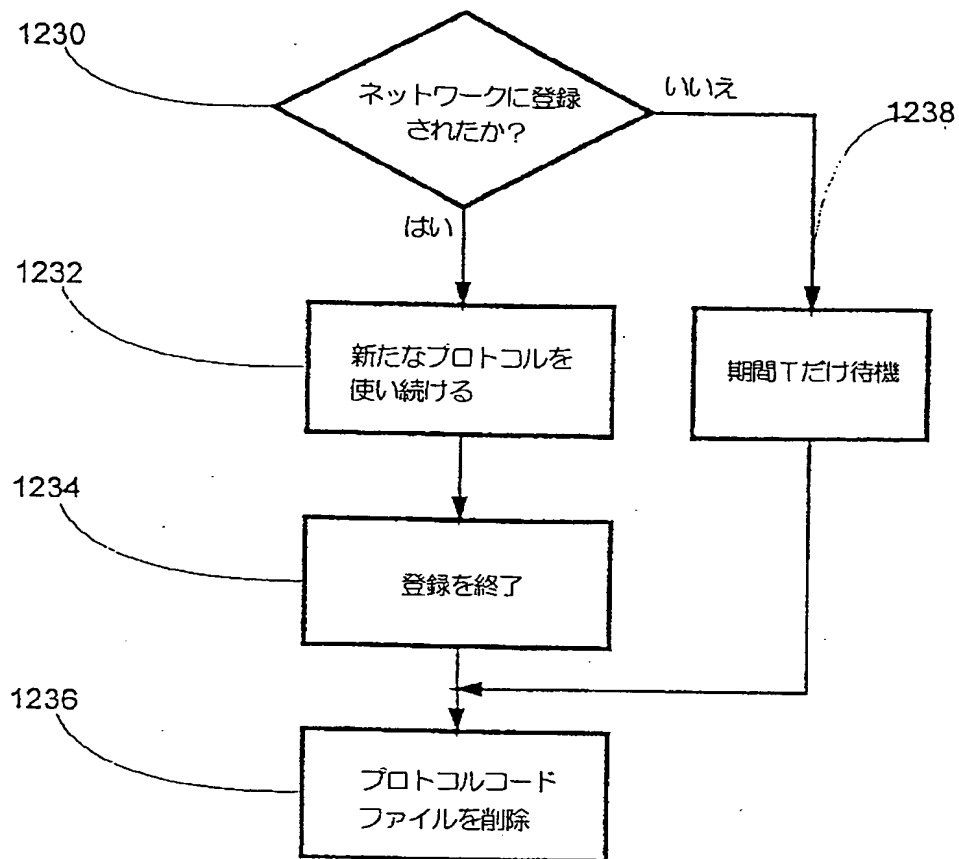 1230
ネットワークに登録
されたか？
いいえ
1238
はい
1232
新たなプロトコルを
使い続ける
期間Tだけ待機
1234
登録を終了
1236
プロトコルコード
ファイルを削除